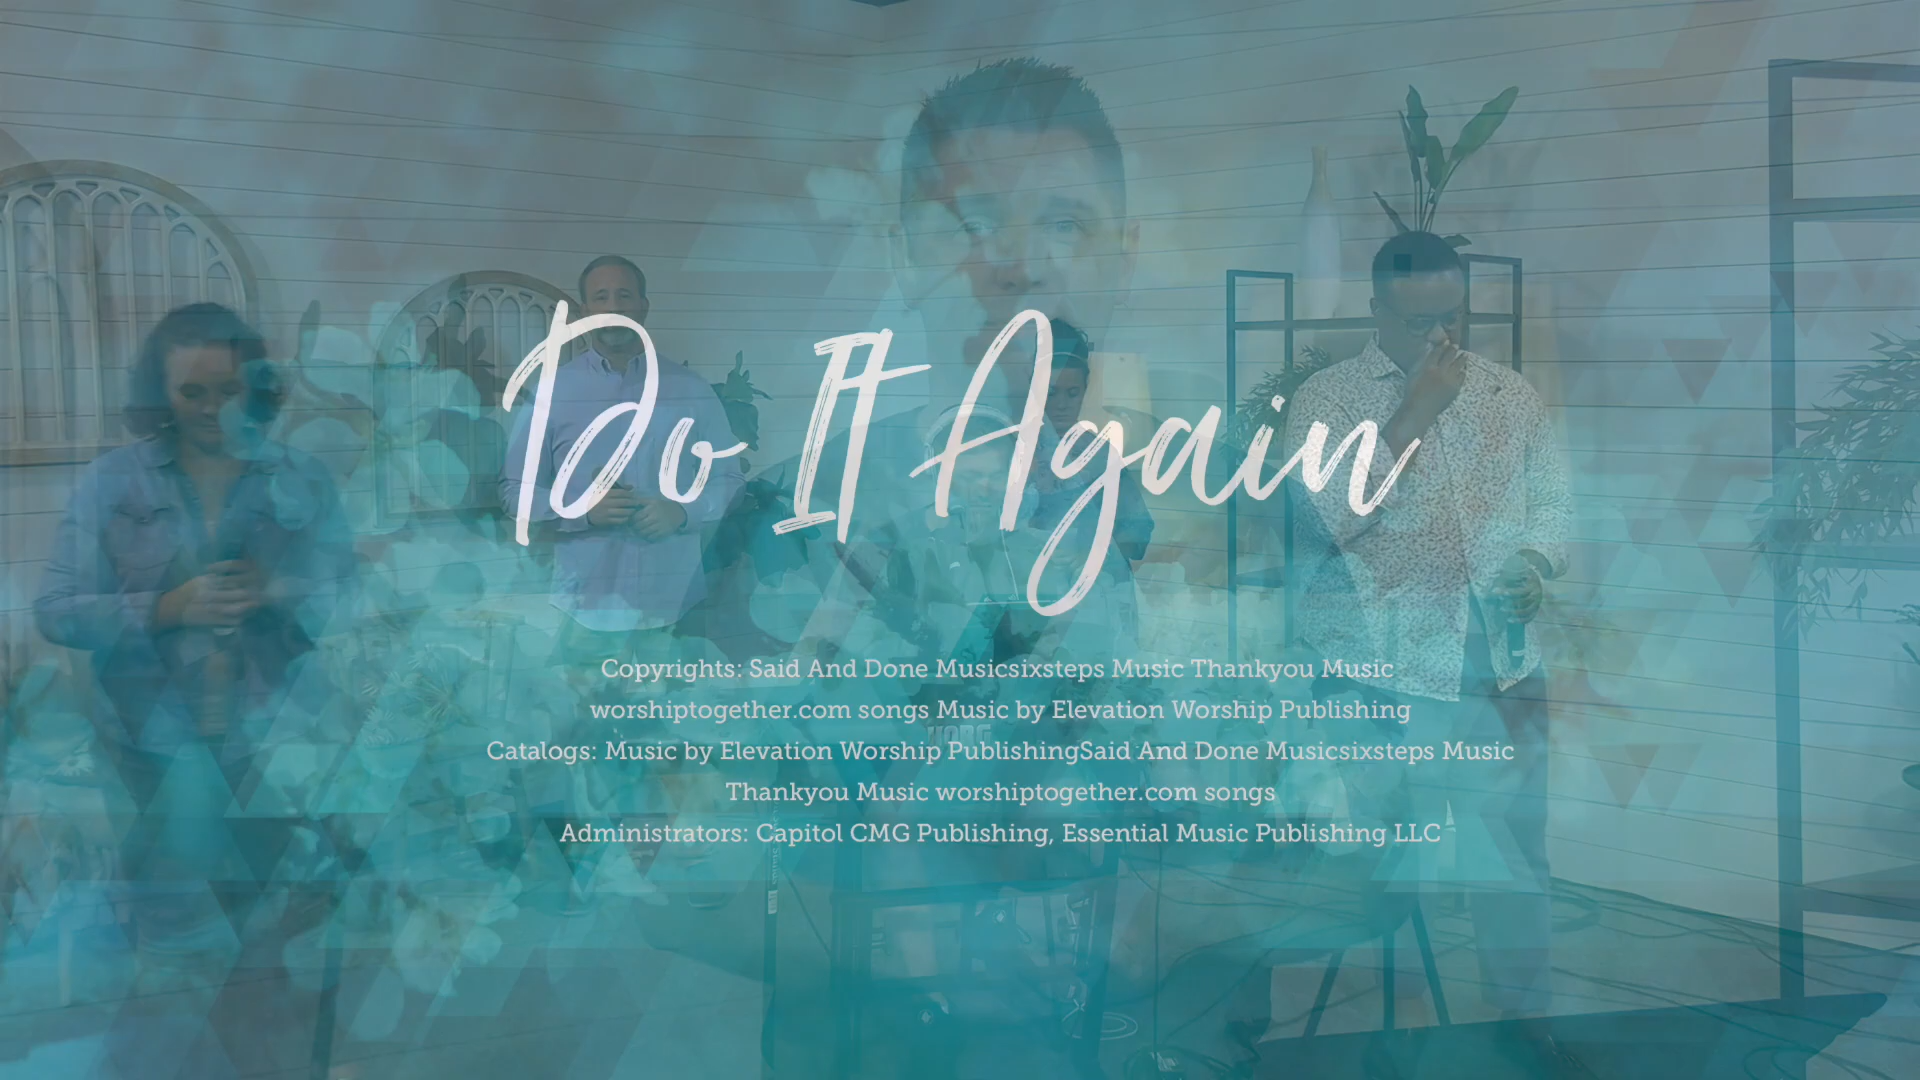 Do It Again
Copyrights: Said And Done Musicsixsteps Music Thankyou Music
worshiptogether.com songs Music by Elevation Worship Publishing
KORG
Catalogs: Music by Elevation Worship PublishingSaid And Done Musicsixsteps Music
Thankyou Music worshiptogether.com songs
Administrators: Capitol CMG Publishing, Essential Music Publishing LLC